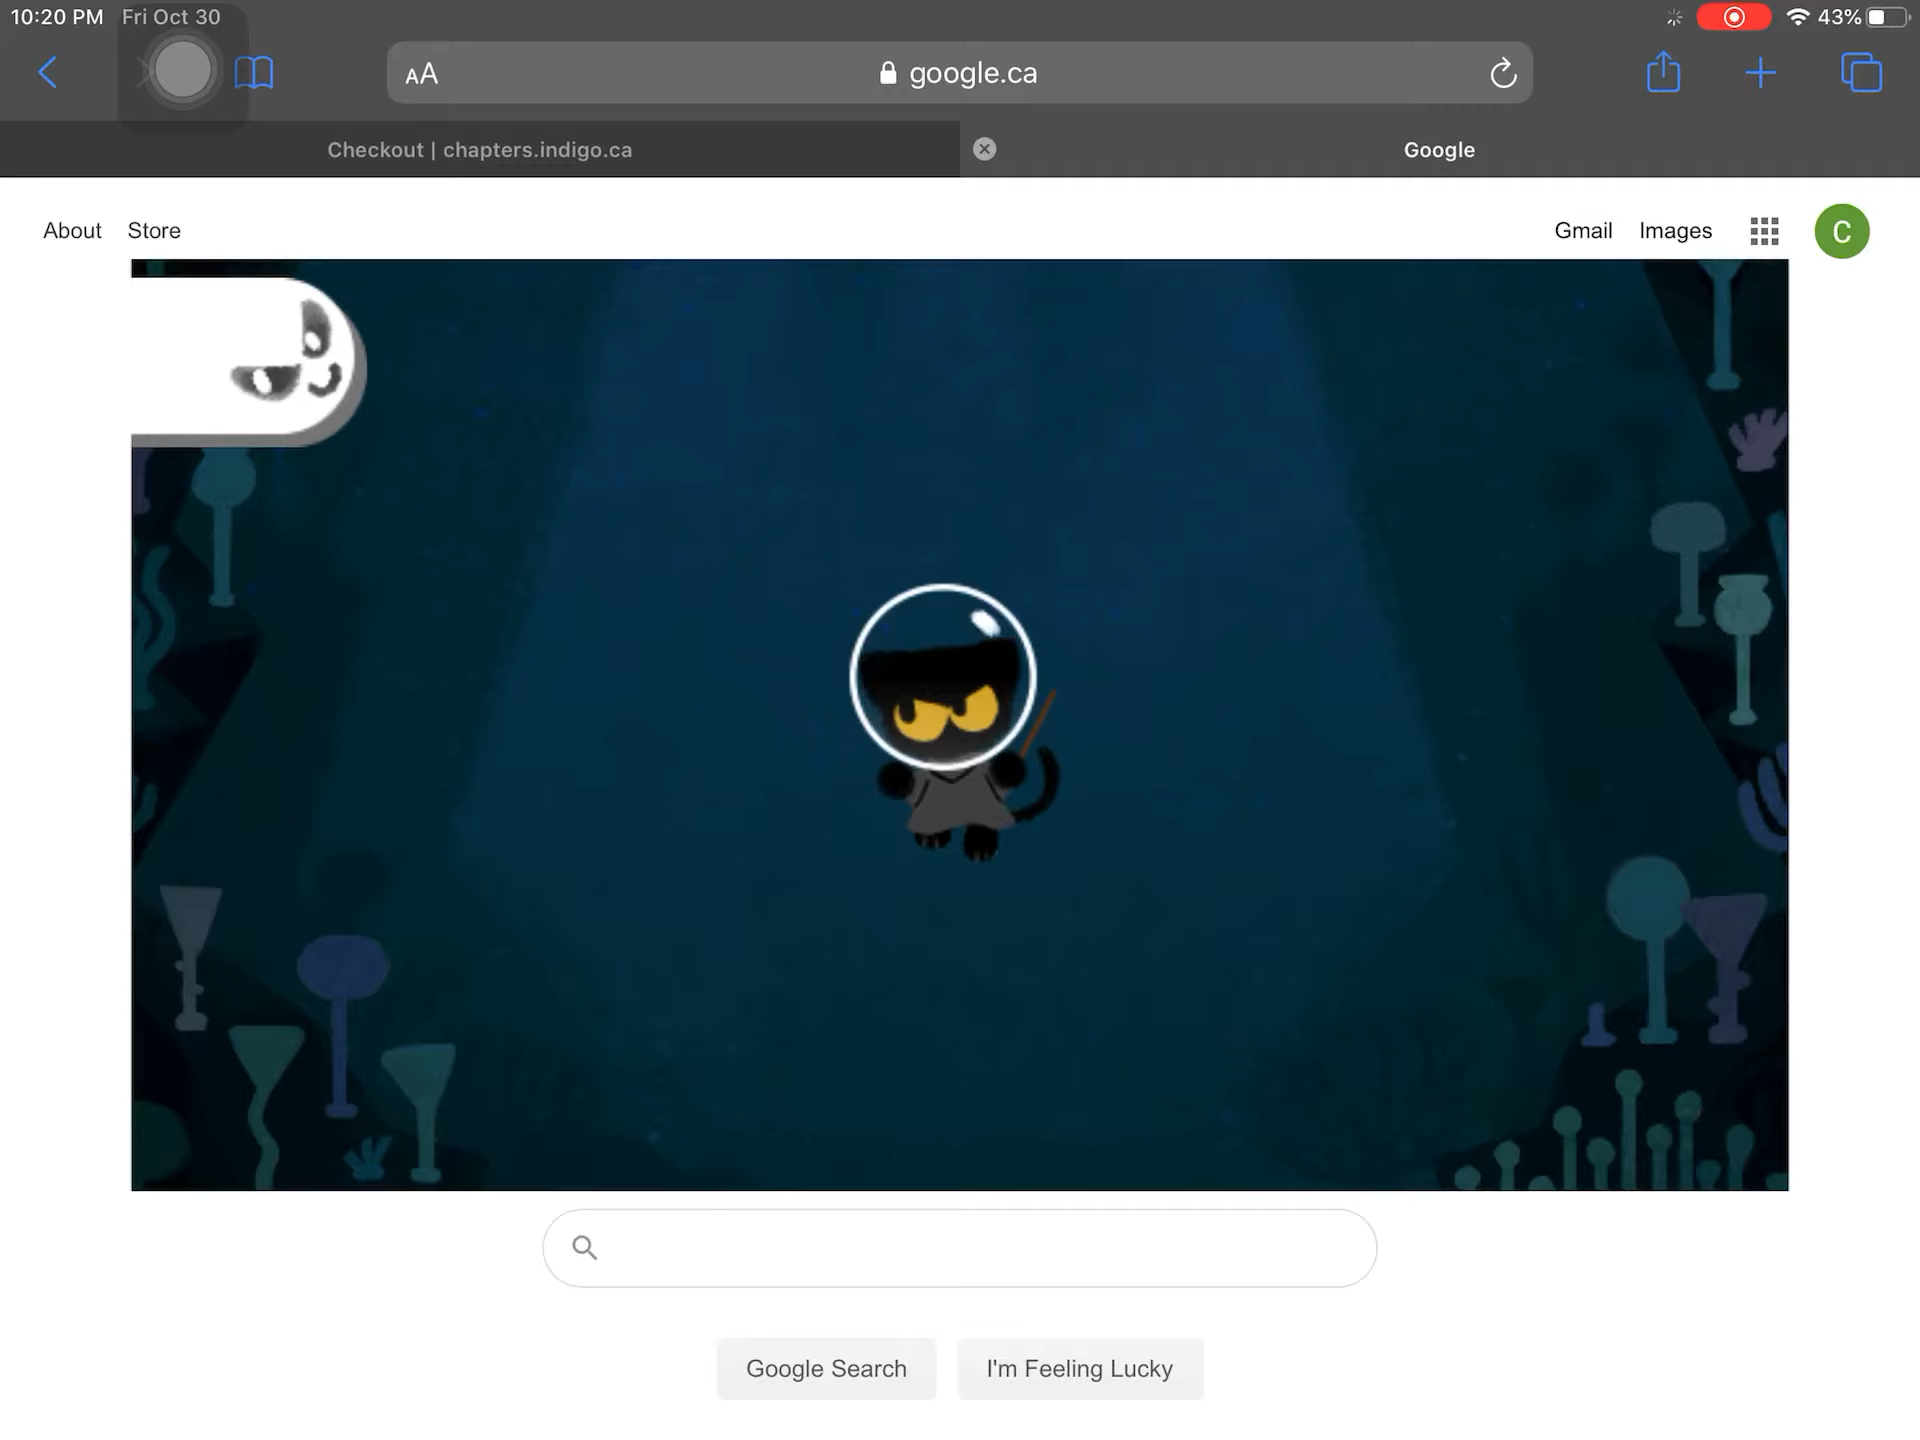 10:20 PM Fri Oct 30
43%
AA
google.ca
Checkout | chapters.indigo.ca
Google
About Store
Gmail Images
C
Google Search
I'm Feeling Lucky